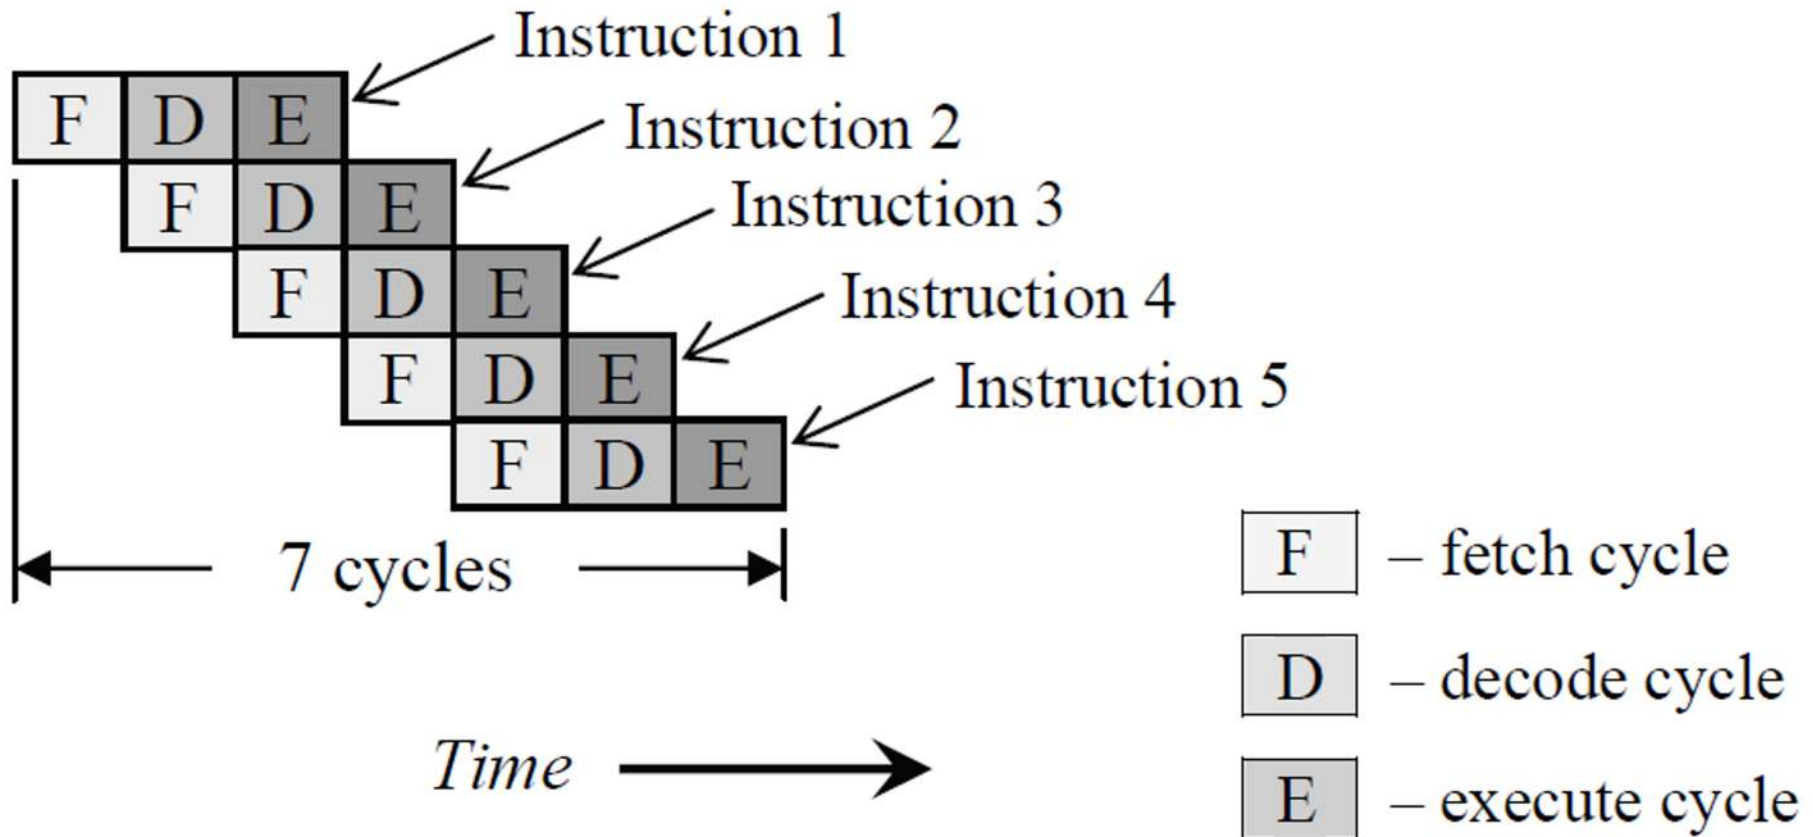 Instruction 1
F D E
Instruction 2
F D E
Instruction 3
F D E
Instruction 4
F D E
Instruction 5
F D E
7 cycles
F – fetch cycle
D – decode cycle
Time
E – execute cycle